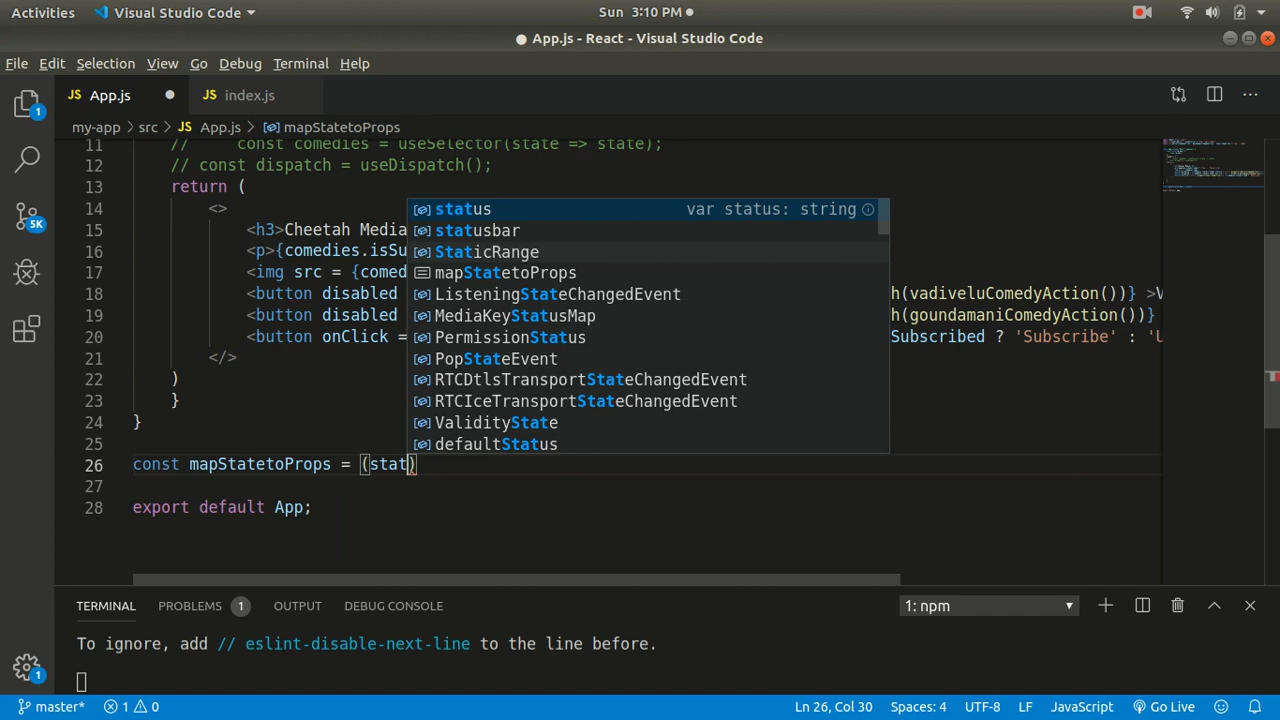 Activities Visual Studio Code Sun 3:10 PM
App.js - React - Visual Studio Code
File Edit Selection View Go Debug Terminal Help
JS App.js JS index.js
my-app > src > JS App.js > mapStatetoProps
11 // const comedies = useSelector(state => state);
12 // const dispatch = useDispatch();
13 return (
14 <>
15 <h3>Cheetah Media
16 <p>{comedies.isSu
17 <img src = {comed
18 <button disabled h(vadiveluComedyAction())} >V
19 <button disabled h(goundamaniComedyAction())}
20 <button onClick = Subscribed ? 'Subscribe' : 'U
21 </>
22 )
23 }
24 }
25
26 const mapStatetoProps = (stat)
27
28 export default App;
status var status: string
statusbar
StaticRange
mapStatetoProps
ListeningStateChangedEvent
MediaKeyStatusMap
PermissionStatus
PopStateEvent
RTCDtlsTransportStateChangedEvent
RTCIceTransportStateChangedEvent
ValidityState
defaultStatus
1
5K
1
TERMINAL PROBLEMS 1 OUTPUT DEBUG CONSOLE 1: npm
To ignore, add // eslint-disable-next-line to the line before.
master* 1 0 Ln 26, Col 30 Spaces: 4 UTF-8 LF JavaScript Go Live